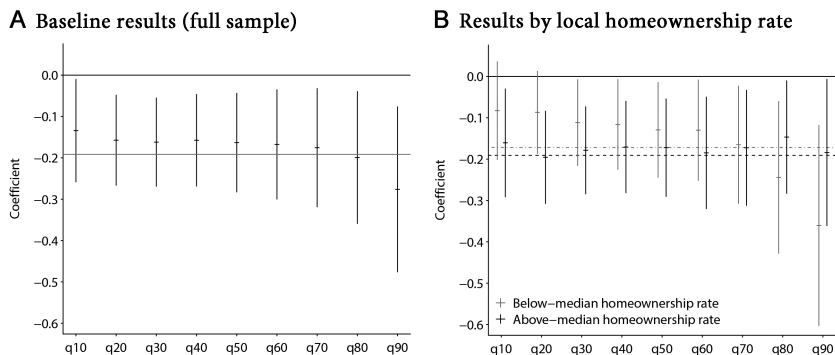 A Baseline results (full sample)
Coefficient
0.0
−0.1
−0.2
−0.3
−0.4
−0.5
−0.6
q10 q20 q30 q40 q50 q60 q70 q80 q90
B Results by local homeownership rate
Coefficient
0.0
−0.1
−0.2
−0.3
−0.4
−0.5
−0.6
Below−median homeownership rate
Above−median homeownership rate
q10 q20 q30 q40 q50 q60 q70 q80 q90